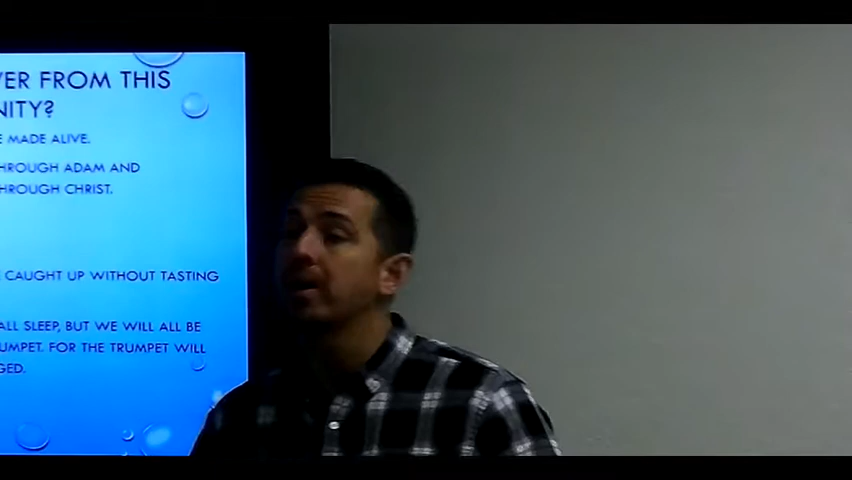 VER FROM THIS
NITY?
E MADE ALIVE.
HROUGH ADAM AND
HROUGH CHRIST.
CAUGHT UP WITHOUT TASTING
ALL SLEEP, BUT WE WILL ALL BE
UMPET. FOR THE TRUMPET WILL
GED.